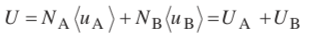 U = N_A⟨u_A⟩ + N_B⟨u_B⟩ = U_A + U_B